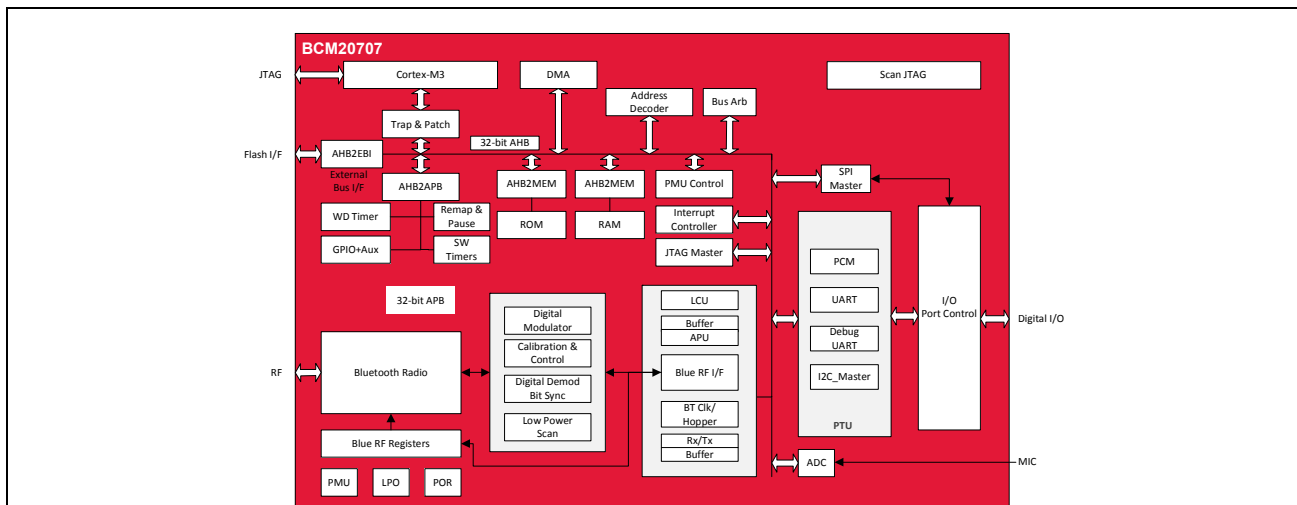 BCM20707
JTAG
Cortex-M3
DMA
Scan JTAG
Address
Decoder
Bus Arb
Trap & Patch
32-bit AHB
Flash I/F
AHB2EBI
External
Bus I/F
AHB2APB
AHB2MEM
AHB2MEM
PMU Control
SPI
Master
WD Timer
Remap &
Pause
ROM
RAM
Interrupt
Controller
GPIO+Aux
SW
Timers
JTAG Master
PCM
32-bit APB
LCU
UART
I/O
Port Control
Digital I/O
Digital
Modulator
Buffer
APU
Debug
UART
Calibration &
Control
RF
Bluetooth Radio
Blue RF I/F
I2C_Master
Digital Demod
Bit Sync
BT Clk/
Hopper
Low Power
Scan
PTU
Blue RF Registers
Rx/Tx
Buffer
ADC
MIC
PMU
LPO
POR